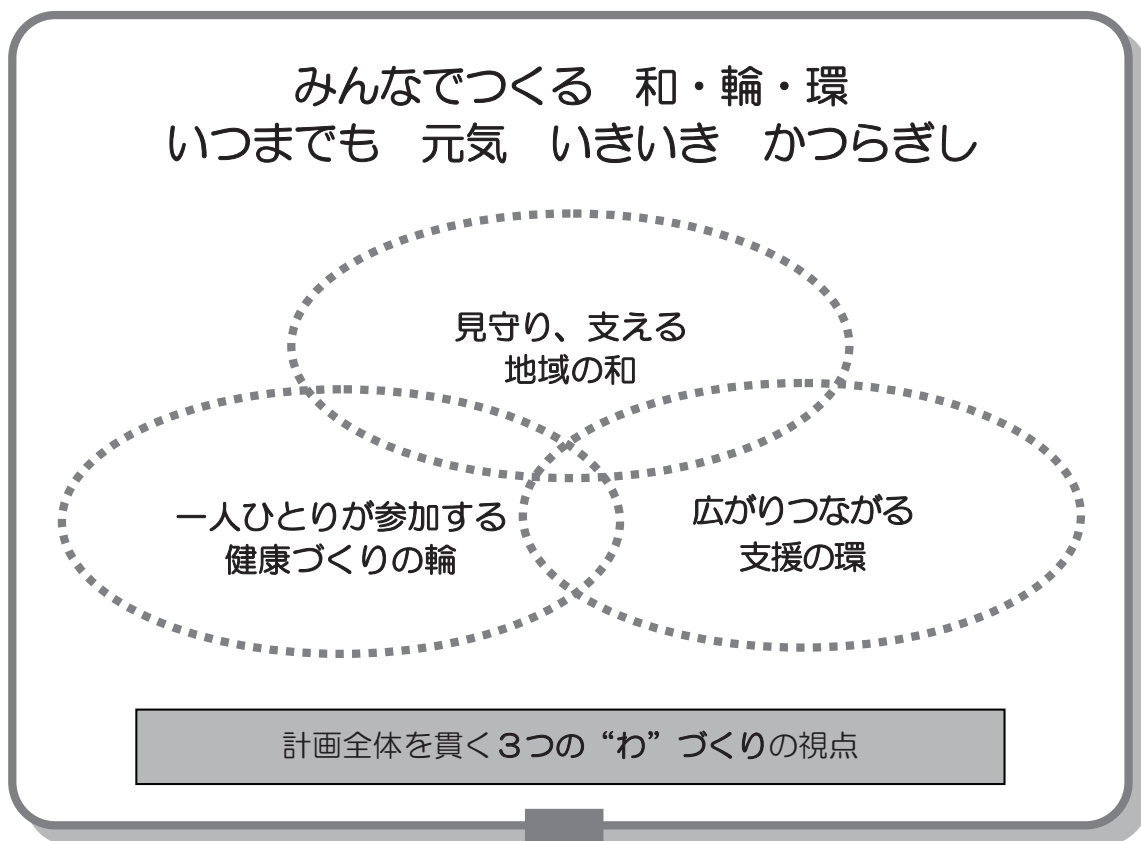 みんなでつくる　和・輪・環
いつまでも　元気　いきいき　かつらぎし
見守り、支える
地域の和
一人ひとりが参加する
健康づくりの輪
広がりつながる
支援の環
計画全体を貫く３つの“わ”づくりの視点